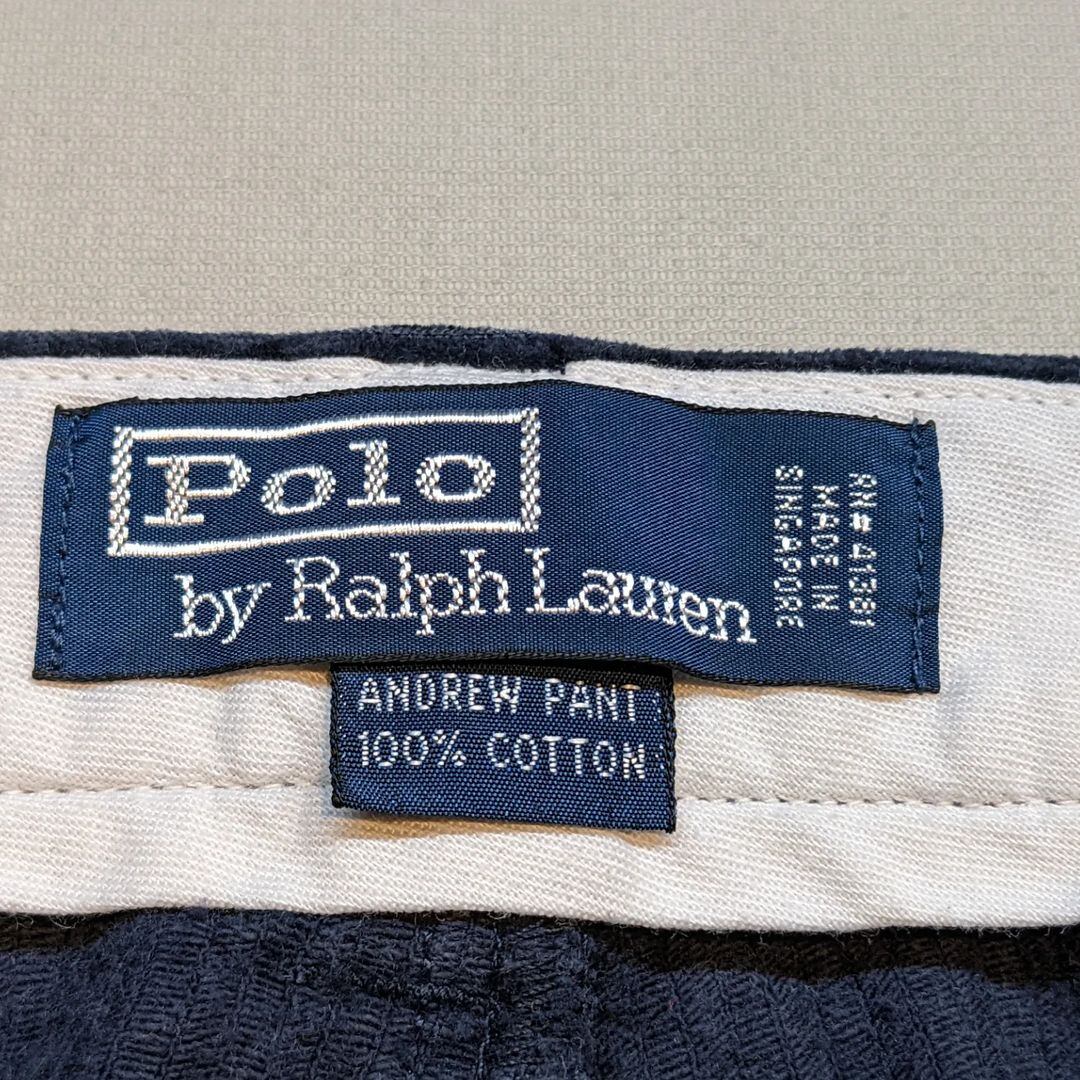 Polo
by Ralph Lauren
RN# 41381
MADE IN
SINGAPORE
ANDREW PANT
100% COTTON